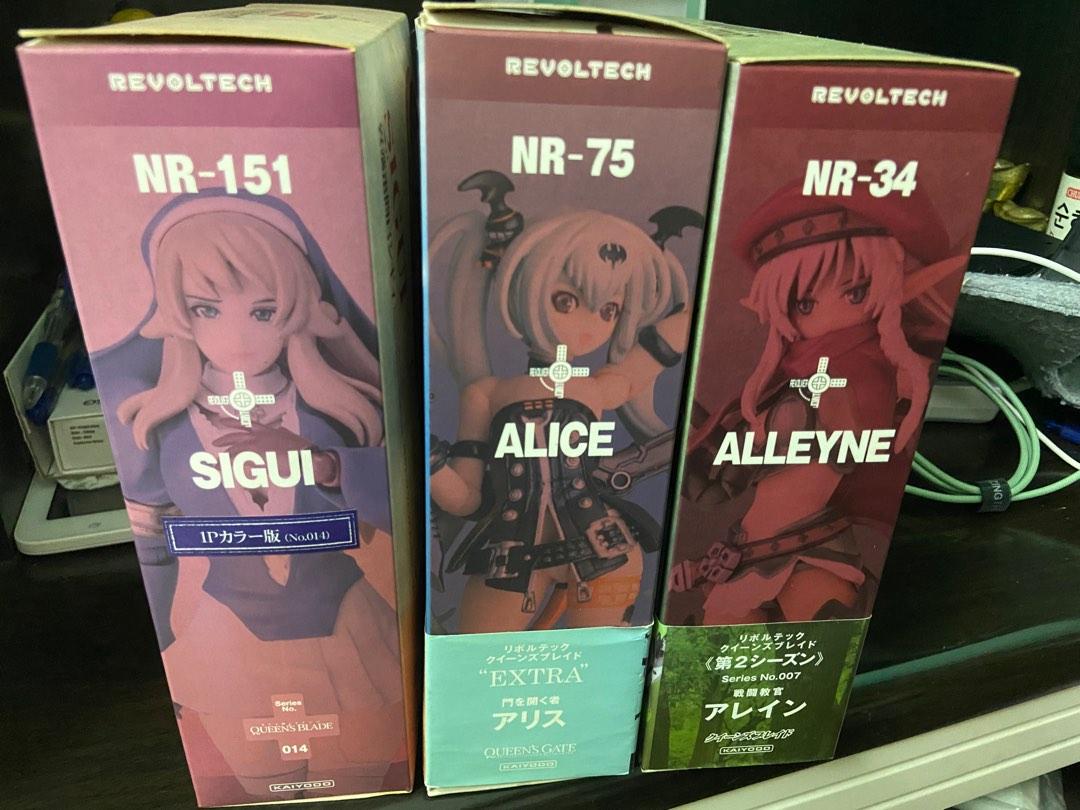 REVOLTECH
NR-151
REVOLVER
SIGUI
1Pカラー版 (No.014)
Series
No.
QUEEN'S BLADE
014
KAIYODO
REVOLTECH
NR-75
REVOLVER
ALICE
リボルテック
クイーンズブレイド
“EXTRA”
門を開く者
アリス
QUEEN'S GATE
KAIYODO
REVOLTECH
NR-34
REVOLVER
ALLEYNE
リボルテック
クイーンズブレイド
《第2シーズン》
Series No.007
戦闘教官
アレイン
クイーンズブレイド
KAIYODO